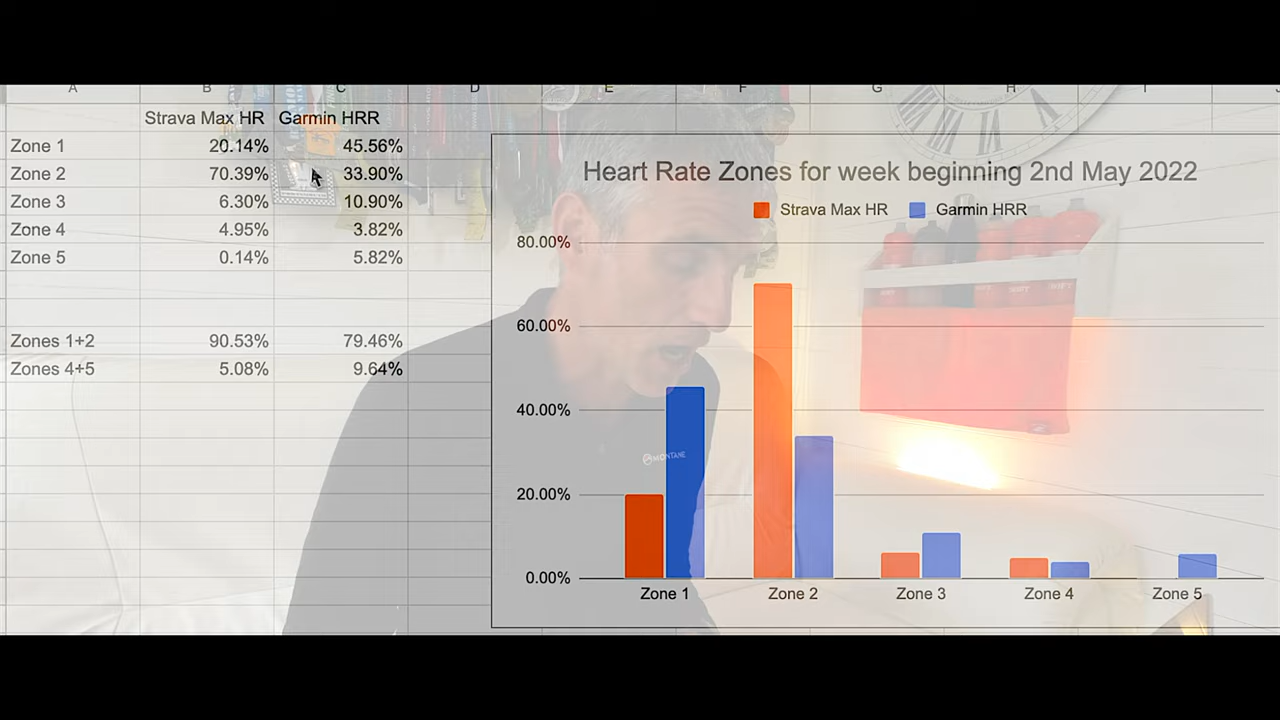 A B C D E F G H I
Strava Max HR Garmin HRR
Zone 1 20.14% 45.56%
Zone 2 70.39% 33.90%
Zone 3 6.30% 10.90%
Zone 4 4.95% 3.82%
Zone 5 0.14% 5.82%
Zones 1+2 90.53% 79.46%
Zones 4+5 5.08% 9.64%
Heart Rate Zones for week beginning 2nd May 2022
Strava Max HR Garmin HRR
80.00%
60.00%
40.00%
20.00%
0.00%
Zone 1 Zone 2 Zone 3 Zone 4 Zone 5
MONTANE